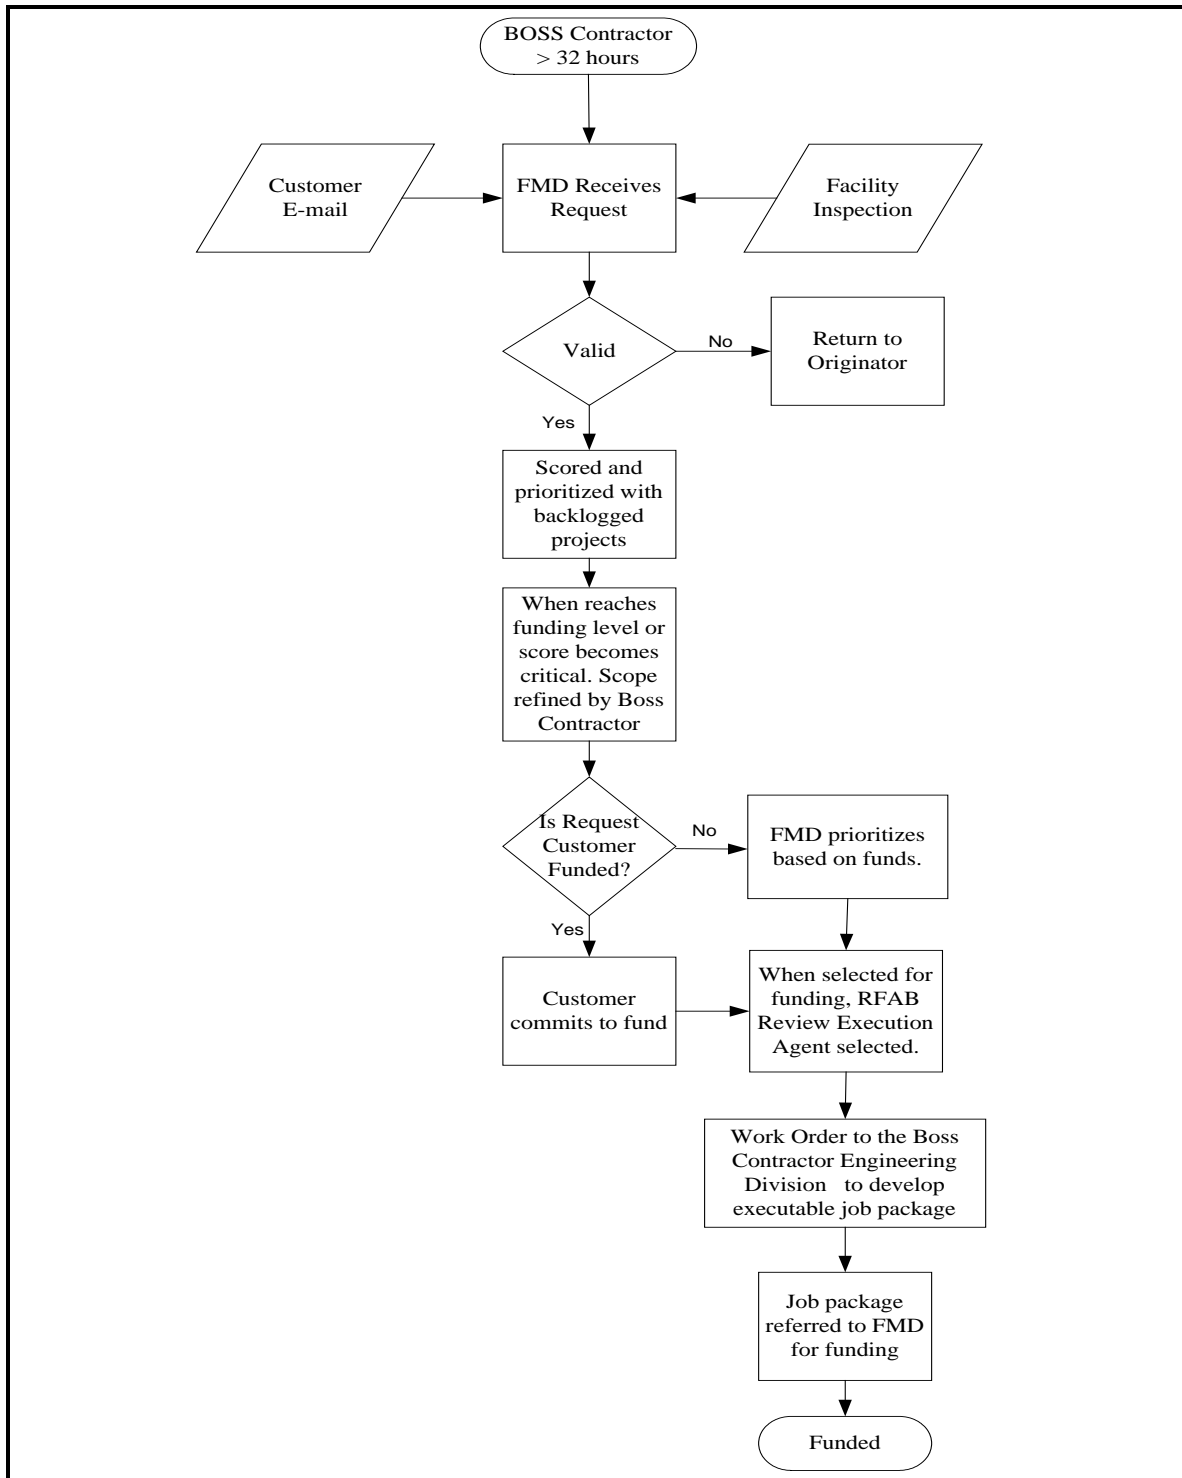 BOSS Contractor
> 32 hours
Customer
E-mail
FMD Receives
Request
Facility
Inspection
Valid
No
Return to
Originator
Yes
Scored and
prioritized with
backlogged
projects
When reaches
funding level or
score becomes
critical. Scope
refined by Boss
Contractor
Is Request
Customer
Funded?
No
FMD prioritizes
based on funds.
Yes
Customer
commits to fund
When selected for
funding, RFAB
Review Execution
Agent selected.
Work Order to the Boss
Contractor Engineering
Division to develop
executable job package
Job package
referred to FMD
for funding
Funded